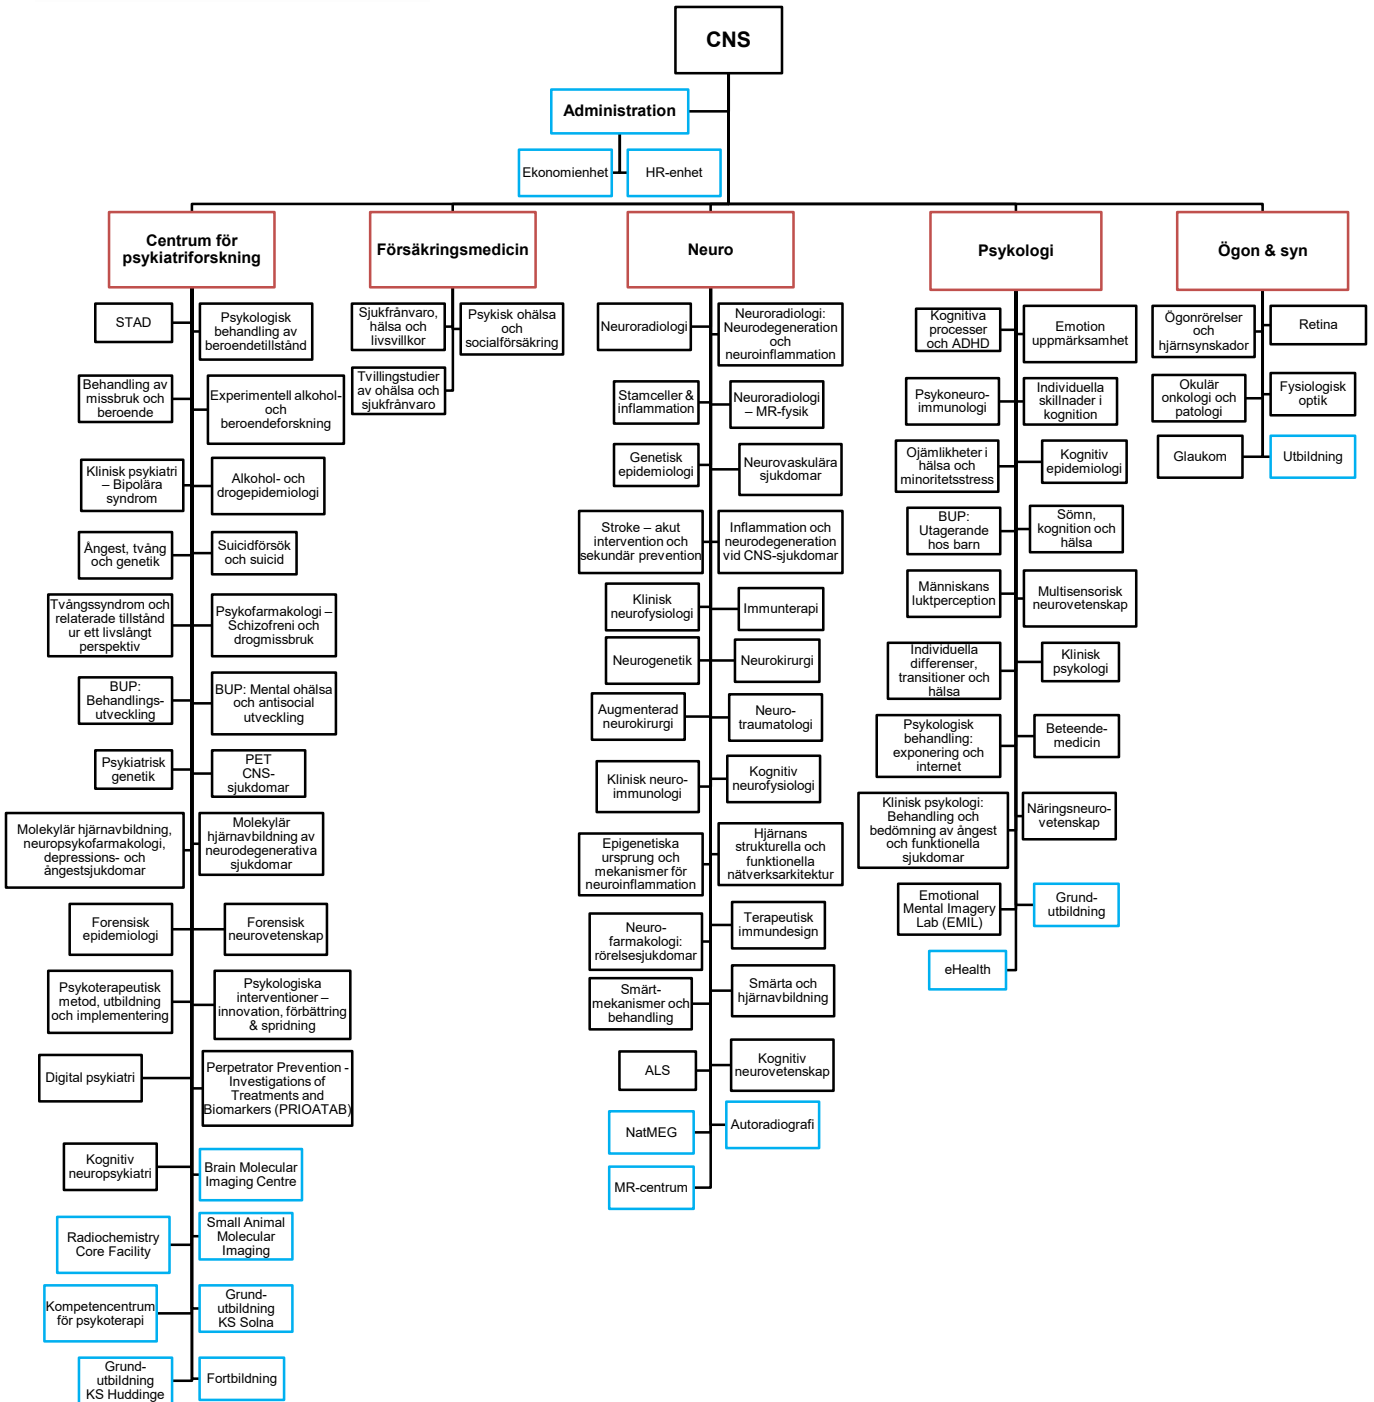 CNS
Administration
Ekonomienhet
HR-enhet
Centrum för
psykiatriforskning
Försäkringsmedicin
Neuro
Psykologi
Ögon & syn
STAD
Psykologisk
behandling av
beroendetillstånd
Behandling av
missbruk och
beroende
Experimentell alkohol-
och
beroendeforskning
Klinisk psykiatri
– Bipolära
syndrom
Alkohol- och
drogepidemiologi
Ångest, tvång
och genetik
Suicidförsök
och suicid
Tvångssyndrom och
relaterade tillstånd
ur ett livslångt
perspektiv
Psykofarmakologi –
Schizofreni och
drogmissbruk
BUP:
Behandlings-
utveckling
BUP: Mental ohälsa
och antisocial
utveckling
Psykiatrisk
genetik
PET
CNS-
sjukdomar
Molekylär hjärnavbildning,
neuropsykofarmakologi,
depressions- och
ångestsjukdomar
Molekylär
hjärnavbildning av
neurodegenerativa
sjukdomar
Forensisk
epidemiologi
Forensisk
neurovetenskap
Psykoterapeutisk
metod, utbildning
och implementering
Psykologiska
interventioner –
innovation, förbättring
& spridning
Digital psykiatri
Perpetrator Prevention -
Investigations of
Treatments and
Biomarkers (PRIOATAB)
Kognitiv
neuropsykiatri
Brain Molecular
Imaging Centre
Radiochemistry
Core Facility
Small Animal
Molecular
Imaging
Kompetencentrum
för psykoterapi
Grund-
utbildning
KS Solna
Grund-
utbildning
KS Huddinge
Fortbildning
Sjukfrånvaro,
hälsa och
livsvillkor
Psykisk ohälsa
och
socialförsäkring
Tvillingstudier
av ohälsa och
sjukfrånvaro
Neuroradiologi
Neuroradiologi:
Neurodegeneration
och
neuroinflammation
Stamceller &
inflammation
Neuroradiologi
– MR-fysik
Genetisk
epidemiologi
Neurovaskulära
sjukdomar
Stroke – akut
intervention och
sekundär prevention
Inflammation och
neurodegeneration
vid CNS-sjukdomar
Klinisk
neurofysiologi
Immunterapi
Neurogenetik
Neurokirurgi
Augmenterad
neurokirurgi
Neuro-
traumatologi
Klinisk neuro-
immunologi
Kognitiv
neurofysiologi
Epigenetiska
ursprung och
mekanismer för
neuroinflammation
Hjärnans
strukturella och
funktionella
nätverksarkitektur
Neuro-
farmakologi:
rörelsesjukdomar
Terapeutisk
immundesign
Smärt-
mekanismer och
behandling
Smärta och
hjärnavbildning
ALS
Kognitiv
neurovetenskap
NatMEG
Autoradiografi
MR-centrum
Kognitiva
processer
och ADHD
Emotion
uppmärksamhet
Psykoneuro-
immunologi
Individuella
skillnader i
kognition
Ojämlikheter i
hälsa och
minoritetsstress
Kognitiv
epidemiologi
BUP:
Utagerande
hos barn
Sömn,
kognition och
hälsa
Människans
luktperception
Multisensorisk
neurovetenskap
Individuella
differenser,
transitioner och
hälsa
Klinisk
psykologi
Psykologisk
behandling:
exponering och
internet
Beteende-
medicin
Klinisk psykologi:
Behandling och
bedömning av ångest
och funktionella
sjukdomar
Näringsneuro-
vetenskap
Emotional
Mental Imagery
Lab (EMIL)
Grund-
utbildning
eHealth
Ögonrörelser
och
hjärnsynskador
Retina
Okulär
onkologi och
patologi
Fysiologisk
optik
Glaukom
Utbildning